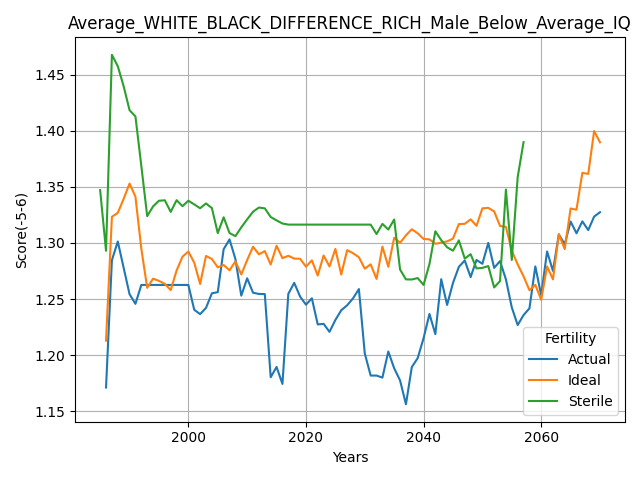 Average_WHITE_BLACK_DIFFERENCE_RICH_Male_Below_Average_IQ
Score(-5-6)
1.45
1.40
1.35
1.30
1.25
1.20
1.15
2000
2020
2040
2060
Years
Fertility
Actual
Ideal
Sterile